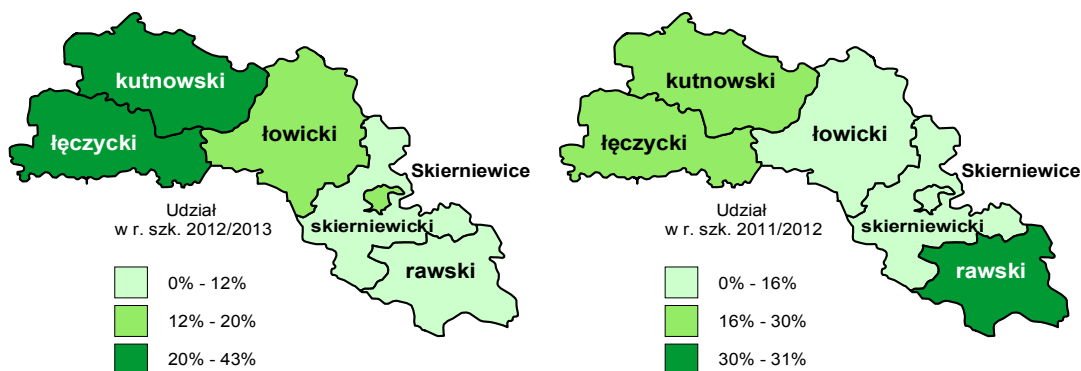 kutnowski
łęczycki
łowicki
Skierniewice
Udział
w r. szk. 2012/2013
skierniewicki
rawski
0% - 12%
12% - 20%
20% - 43%
kutnowski
łęczycki
łowicki
Skierniewice
Udział
w r. szk. 2011/2012
skierniewicki
rawski
0% - 16%
16% - 30%
30% - 31%